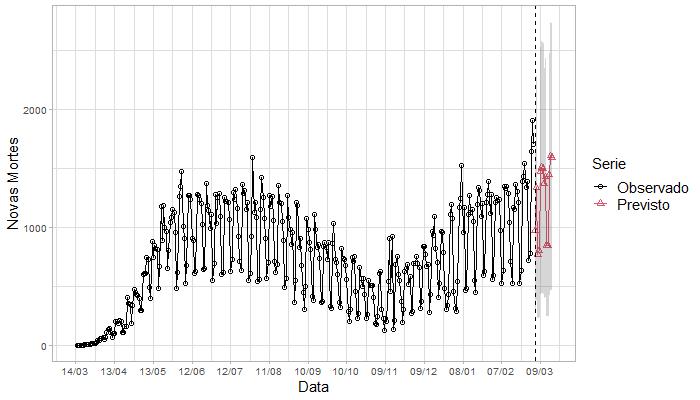 Novas Mortes
2000
1000
0
14/03 13/04 13/05 12/06 12/07 11/08 10/09 10/10 09/11 09/12 08/01 07/02 09/03
Data
Serie
Observado
Previsto